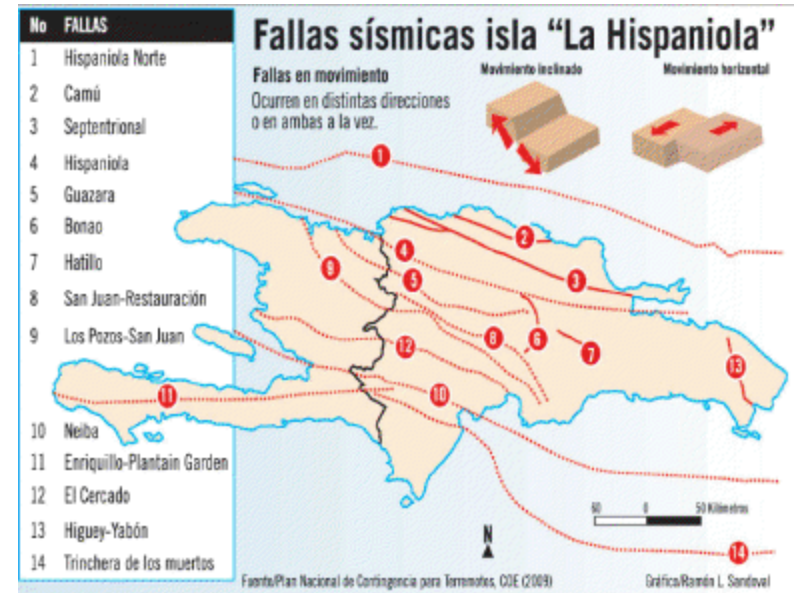 No FALLAS
1 Hispaniola Norte
2 Camú
3 Septentrional
4 Hispaniola
5 Guazara
6 Bonao
7 Hatillo
8 San Juan-Restauración
9 Los Pozos-San Juan
10 Neiba
11 Enriquillo-Plantain Garden
12 El Cercado
13 Higuey-Yabón
14 Trinchera de los muertos
Fallas sísmicas isla “La Hispaniola”
Fallas en movimiento
Ocurren en distintas direcciones
o en ambas a la vez.
Movimiento inclinado
Movimiento horizontal
1
2
4
3
9
5
8
6
12
7
13
11
10
14
60 0 50 Kilómetros
N
Fuente/Plan Nacional de Contingencia para Terremotos, COE (2009)
Gráfico/Ramón L. Sandoval